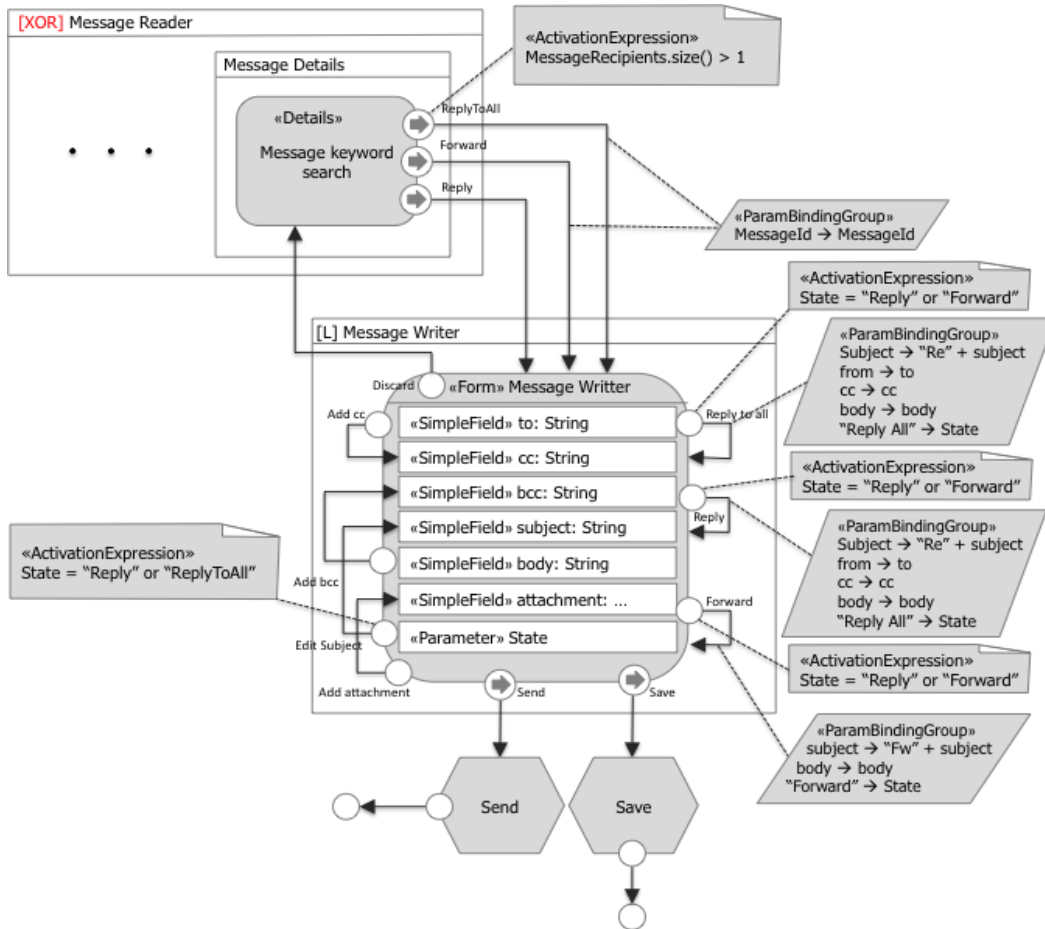 [XOR] Message Reader
«ActivationExpression»
MessageRecipients.size() > 1
Message Details
«Details»
Message keyword
search
ReplyToAll
Forward
Reply
. . .
«ParamBindingGroup»
MessageId → MessageId
«ActivationExpression»
State = “Reply” or “Forward”
[L] Message Writer
«ParamBindingGroup»
Subject → “Re” + subject
from → to
cc → cc
body → body
“Reply All” → State
Discard
«Form» Message Writter
Add cc
«SimpleField» to: String
Reply to all
«SimpleField» cc: String
«ActivationExpression»
State = “Reply” or “Forward”
«SimpleField» bcc: String
Reply
«SimpleField» subject: String
«ParamBindingGroup»
Subject → “Re” + subject
from → to
cc → cc
body → body
“Reply All” → State
«ActivationExpression»
State = “Reply” or “ReplyToAll”
«SimpleField» body: String
Add bcc
«SimpleField» attachment: ...
Forward
«Parameter» State
Edit Subject
«ActivationExpression»
State = “Reply” or “Forward”
Add attachment
Send
Save
«ParamBindingGroup»
subject → “Fw” + subject
body → body
“Forward” → State
Send
Save